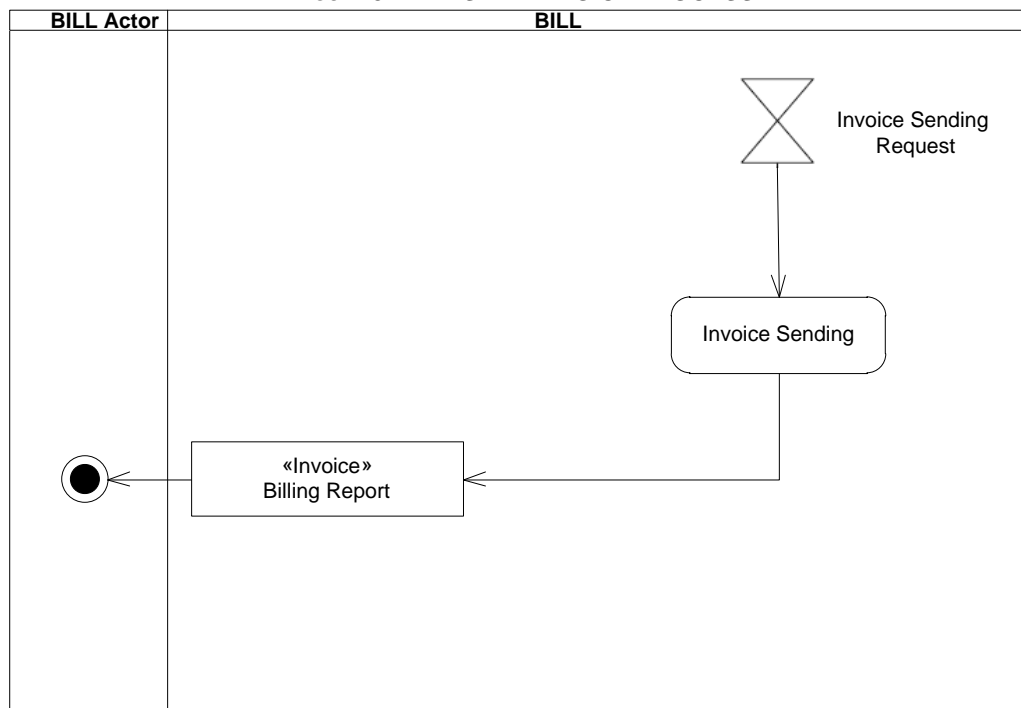 BILL Actor
BILL
Invoice Sending
Request
Invoice Sending
«Invoice»
Billing Report